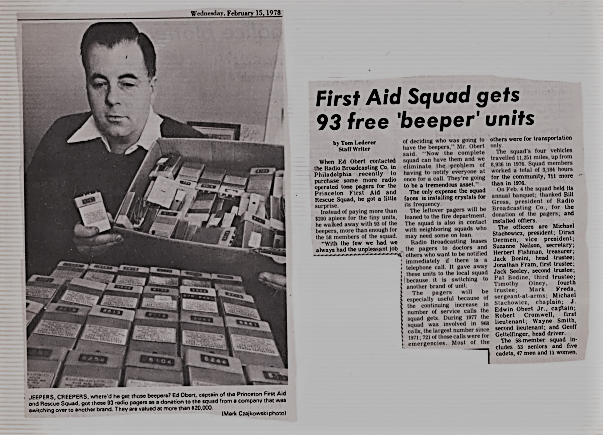 Wednesday, February 15, 1978
JEEPERS, CREEPERS, where'd he get those beepers? Ed Obert, captain of the Princeton First Aid
and Rescue Squad, got those 93 radio pagers as a donation to the squad from a company that was
switching over to another brand. They are valued at more than $20,000.
(Mark Czajkowski photo)
First Aid Squad gets
93 free 'beeper' units
by Tom Lederer
Staff Writer
When Ed Obert contacted
the Radio Broadcasting Co. in
Philadelphia recently to
purchase some more radio
operated tone pagers for the
Princeton First Aid and
Rescue Squad, he got a little
surprise.
Instead of paying more than
$200 apiece for the tiny units,
he walked away with 93 of the
beepers, more than enough for
the 58 members of the squad.
"With the few we had we
always had the unpleasant job
of deciding who was going to
have the beepers," Mr. Obert
said. "Now the complete
squad can have them and we
eliminate the problem of
having to notify everyone at
once for a call. They're going
to be a tremendous asset."
The only expense the squad
faces is installing crystals for
its frequency.
The leftover pagers will be
loaned to the fire department.
The squad is also in contact
with neighboring squads who
may need some on loan.
Radio Broadcasting leases
the pagers to doctors and
others who want to be notified
immediately if there is a
telephone call. It gave away
these units to the local squad
because it is switching to
another brand of unit.
The pagers will be
especially useful because of
the continuing increase in
number of service calls the
squad gets. During 1977 the
squad was involved in 968
calls, the largest number since
1971; 721 of those calls were for
emergencies. Most of the
others were for transportation
only.
The squad's four vehicles
travelled 11,251 miles, up from
8,936 in 1976. Squad members
worked a total of 3,194 hours
for the community, 711 more
than in 1976.
On Feb. 4 the squad held its
annual banquet, thanked Bill
Gross, president of Radio
Broadcasting Co., for the
donation of the pagers, and
installed officers.
The officers are Michael
Stachowicz, president; Diran
Dermen, vice president;
Suzanne Neilson, secretary;
Herbert Fishman, treasurer;
Jack Bonini, head trustee;
Jonathan Fram, first trustee;
Jack Seeley, second trustee;
Pat Bodine, third trustee;
Timothy Olney, fourth
trustee; Mark Freda,
sergeant-at-arms; Michael
Stachowicz, chaplain; J.
Edwin Obert Jr., captain;
Robert Cromwell, first
lieutenant; Wayne Smith,
second lieutenant; and Geoff
Gettelfinger, head driver.
The 58-member squad in-
cludes 53 seniors and five
cadets, 47 men and 11 women.